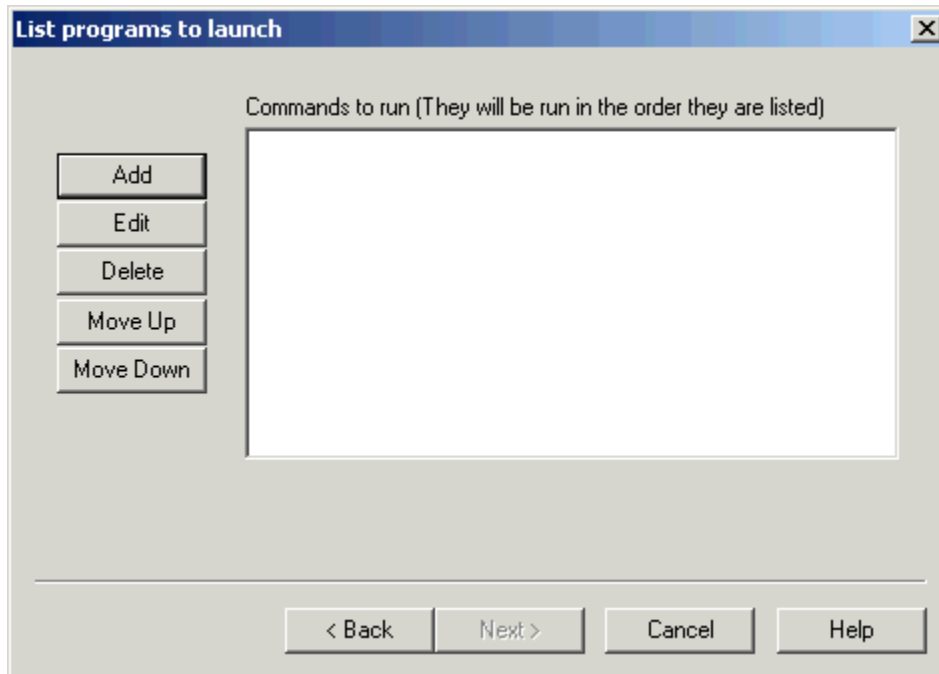 List programs to launch
Commands to run (They will be run in the order they are listed)
Add
Edit
Delete
Move Up
Move Down
< Back
Next >
Cancel
Help